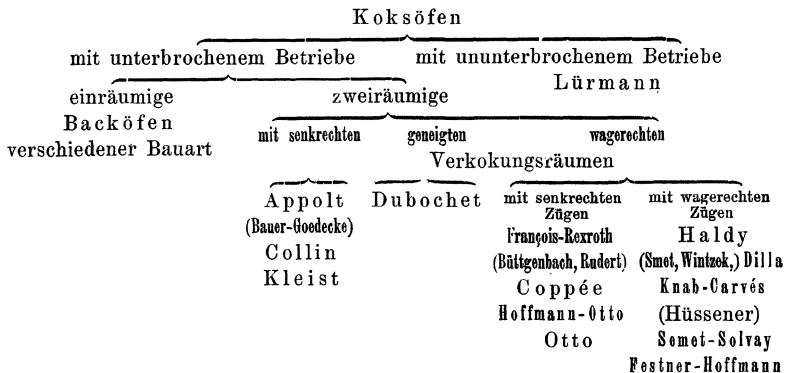 Koksöfen
mit unterbrochenem Betriebe mit ununterbrochenem Betriebe
Lürmann
einräumige zweiräumige
Backöfen
verschiedener Bauart
mit senkrechten geneigten wagerechten
Verkokungsräumen
Appolt Dubochet
(Bauer-Goedecke)
Collin
Kleist
mit senkrechten
Zügen
François-Rexroth
(Büttgenbach, Rudert)
Coppée
Hoffmann-Otto
Otto
mit wagerechten
Zügen
Haldy
(Smet, Wintzek,) Dilla
Knab-Carvés
(Hüssener)
Semet-Solvay
Festner-Hoffmann